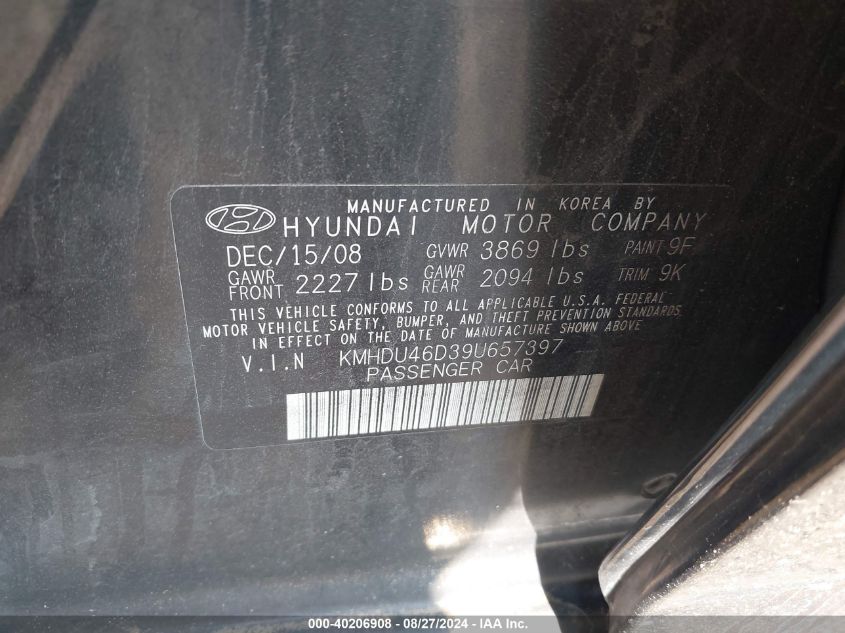 MANUFACTURED IN KOREA BY
HYUNDAI MOTOR COMPANY
DEC/15/08 GVWR 3869 lbs PAINT 9F
GAWR FRONT 2227 lbs GAWR REAR 2094 lbs TRIM 9K
THIS VEHICLE CONFORMS TO ALL APPLICABLE U.S.A. FEDERAL
MOTOR VEHICLE SAFETY, BUMPER, AND THEFT PREVENTION STANDARDS
IN EFFECT ON THE DATE OF MANUFACTURE SHOWN ABOVE
V.I.N KMHDU46D39U657397
PASSENGER CAR
000-40206908 - 08/27/2024 - IAA Inc.